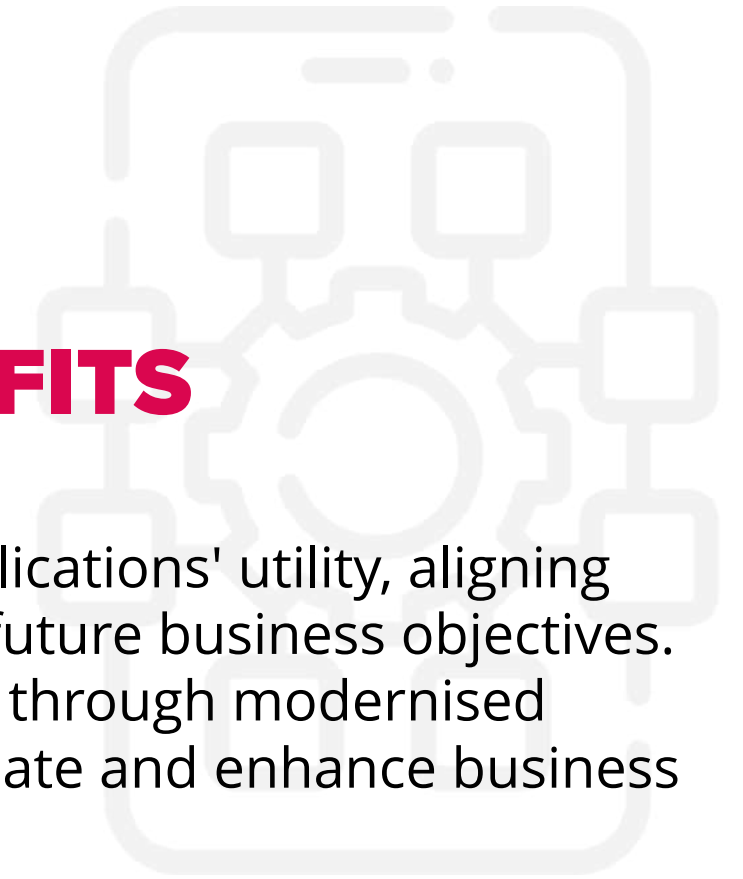 FITS
lications' utility, aligning
future business objectives.
through modernised
ate and enhance business